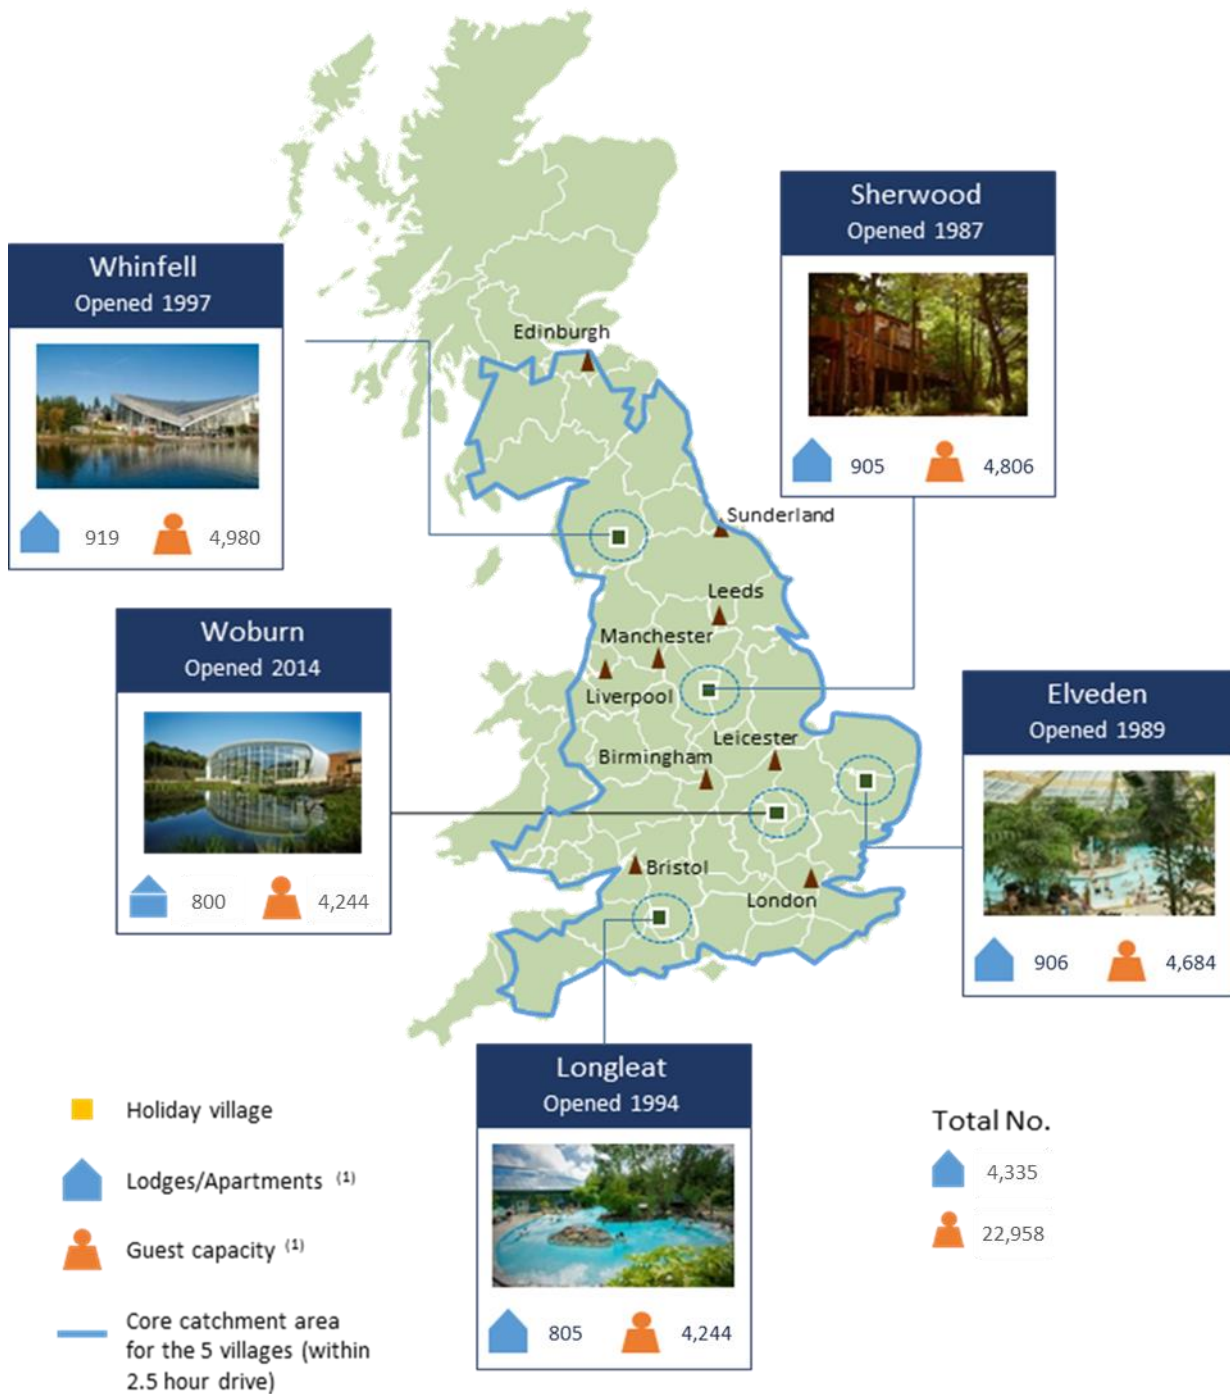 Sherwood
Opened 1987
905 4,806
Whinfell
Opened 1997
919 4,980
Edinburgh
Sunderland
Leeds
Manchester
Liverpool
Leicester
Birmingham
Bristol
London
Woburn
Opened 2014
800 4,244
Elveden
Opened 1989
906 4,684
Longleat
Opened 1994
805 4,244
Holiday village
Lodges/Apartments (1)
Guest capacity (1)
Core catchment area
for the 5 villages (within
2.5 hour drive)
Total No.
4,335
22,958